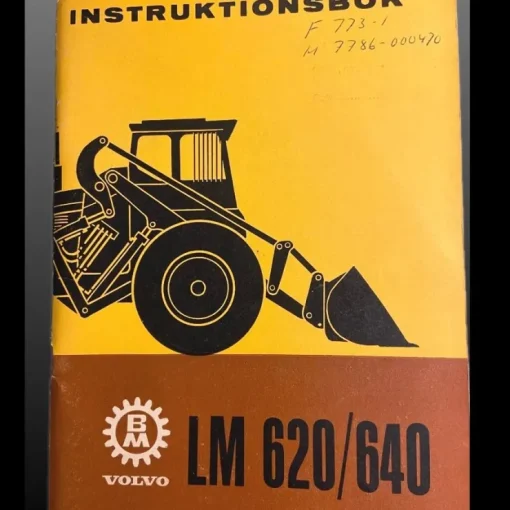 INSTRUKTIONSBOK
F 773-1
M 7786-000470
BM
VOLVO
LM 620/640